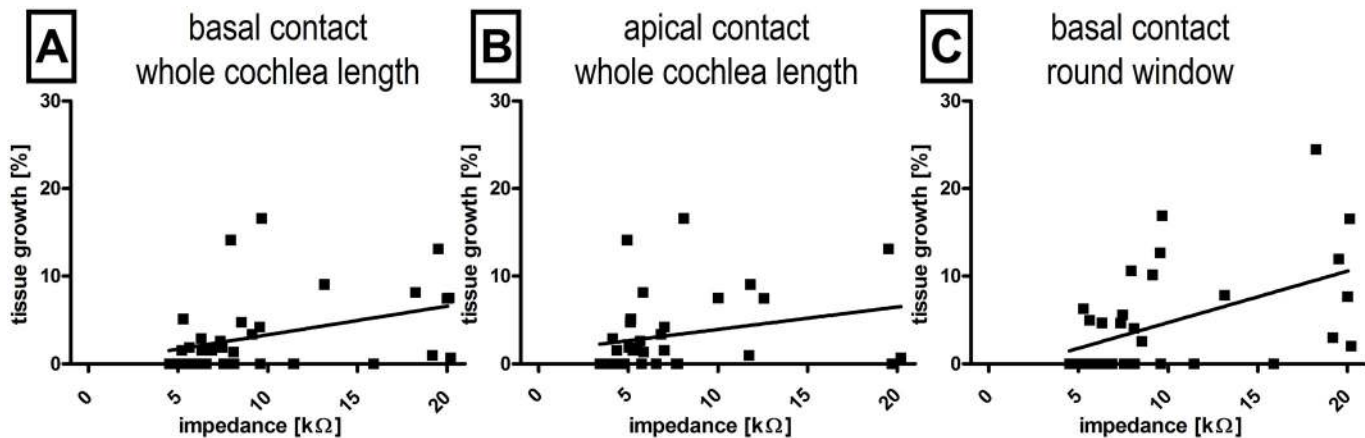 A
basal contact
whole cochlea length
tissue growth [%]
30
20
10
0
0
5
10
15
20
impedance [kΩ]
B
apical contact
whole cochlea length
tissue growth [%]
30
20
10
0
0
5
10
15
20
impedance [kΩ]
C
basal contact
round window
tissue growth [%]
30
20
10
0
0
5
10
15
20
impedance [kΩ]